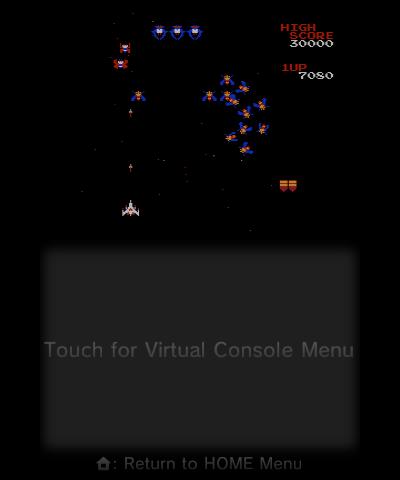 HIGH
SCORE
30000
1UP
7080
Touch for Virtual Console Menu
: Return to HOME Menu